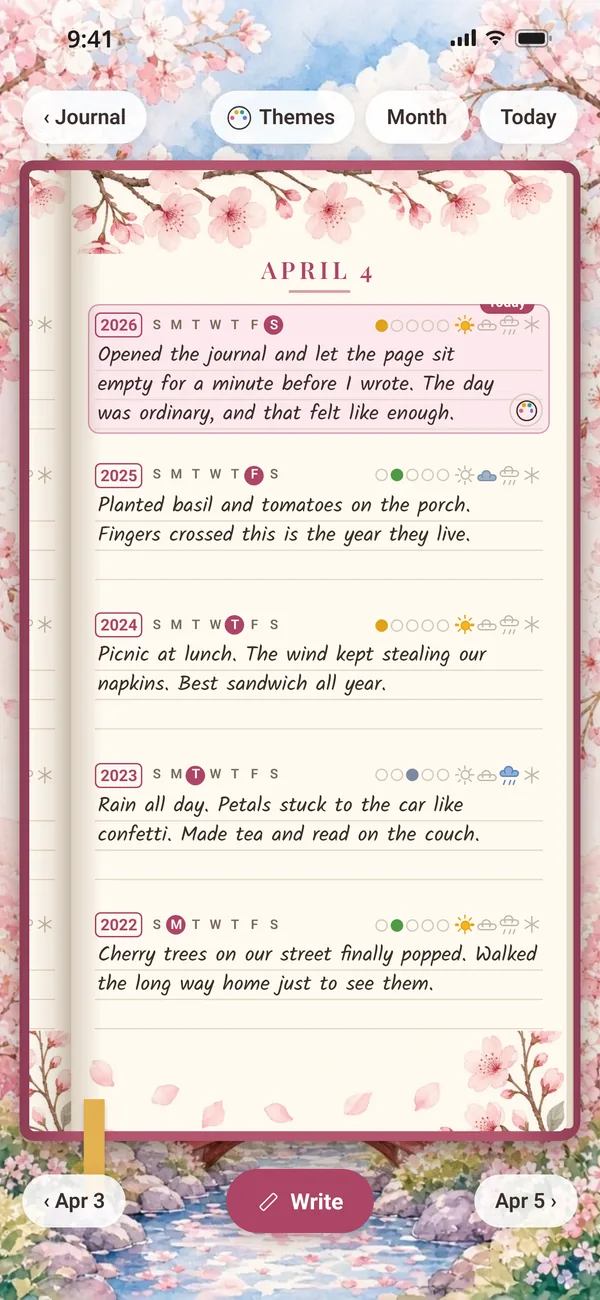 9:41
‹ Journal
Themes
Month
Today
APRIL 4
Today
2026 S M T W T F S
Opened the journal and let the page sit
empty for a minute before I wrote. The day
was ordinary, and that felt like enough.
2025 S M T W T F S
Planted basil and tomatoes on the porch.
Fingers crossed this is the year they live.
2024 S M T W T F S
Picnic at lunch. The wind kept stealing our
napkins. Best sandwich all year.
2023 S M T W T F S
Rain all day. Petals stuck to the car like
confetti. Made tea and read on the couch.
2022 S M T W T F S
Cherry trees on our street finally popped. Walked
the long way home just to see them.
‹ Apr 3
Write
Apr 5 ›